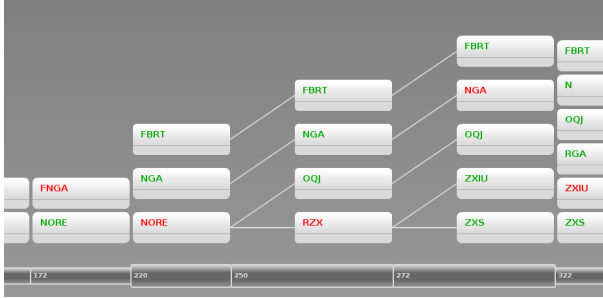 FBRT
FBRT
N
FBRT
NGA
OQJ
FBRT
NGA
OQJ
RGA
FNGA
NGA
OQJ
ZXIU
ZXIU
NORE
NORE
RZX
ZXS
ZXS
172
220
250
272
322